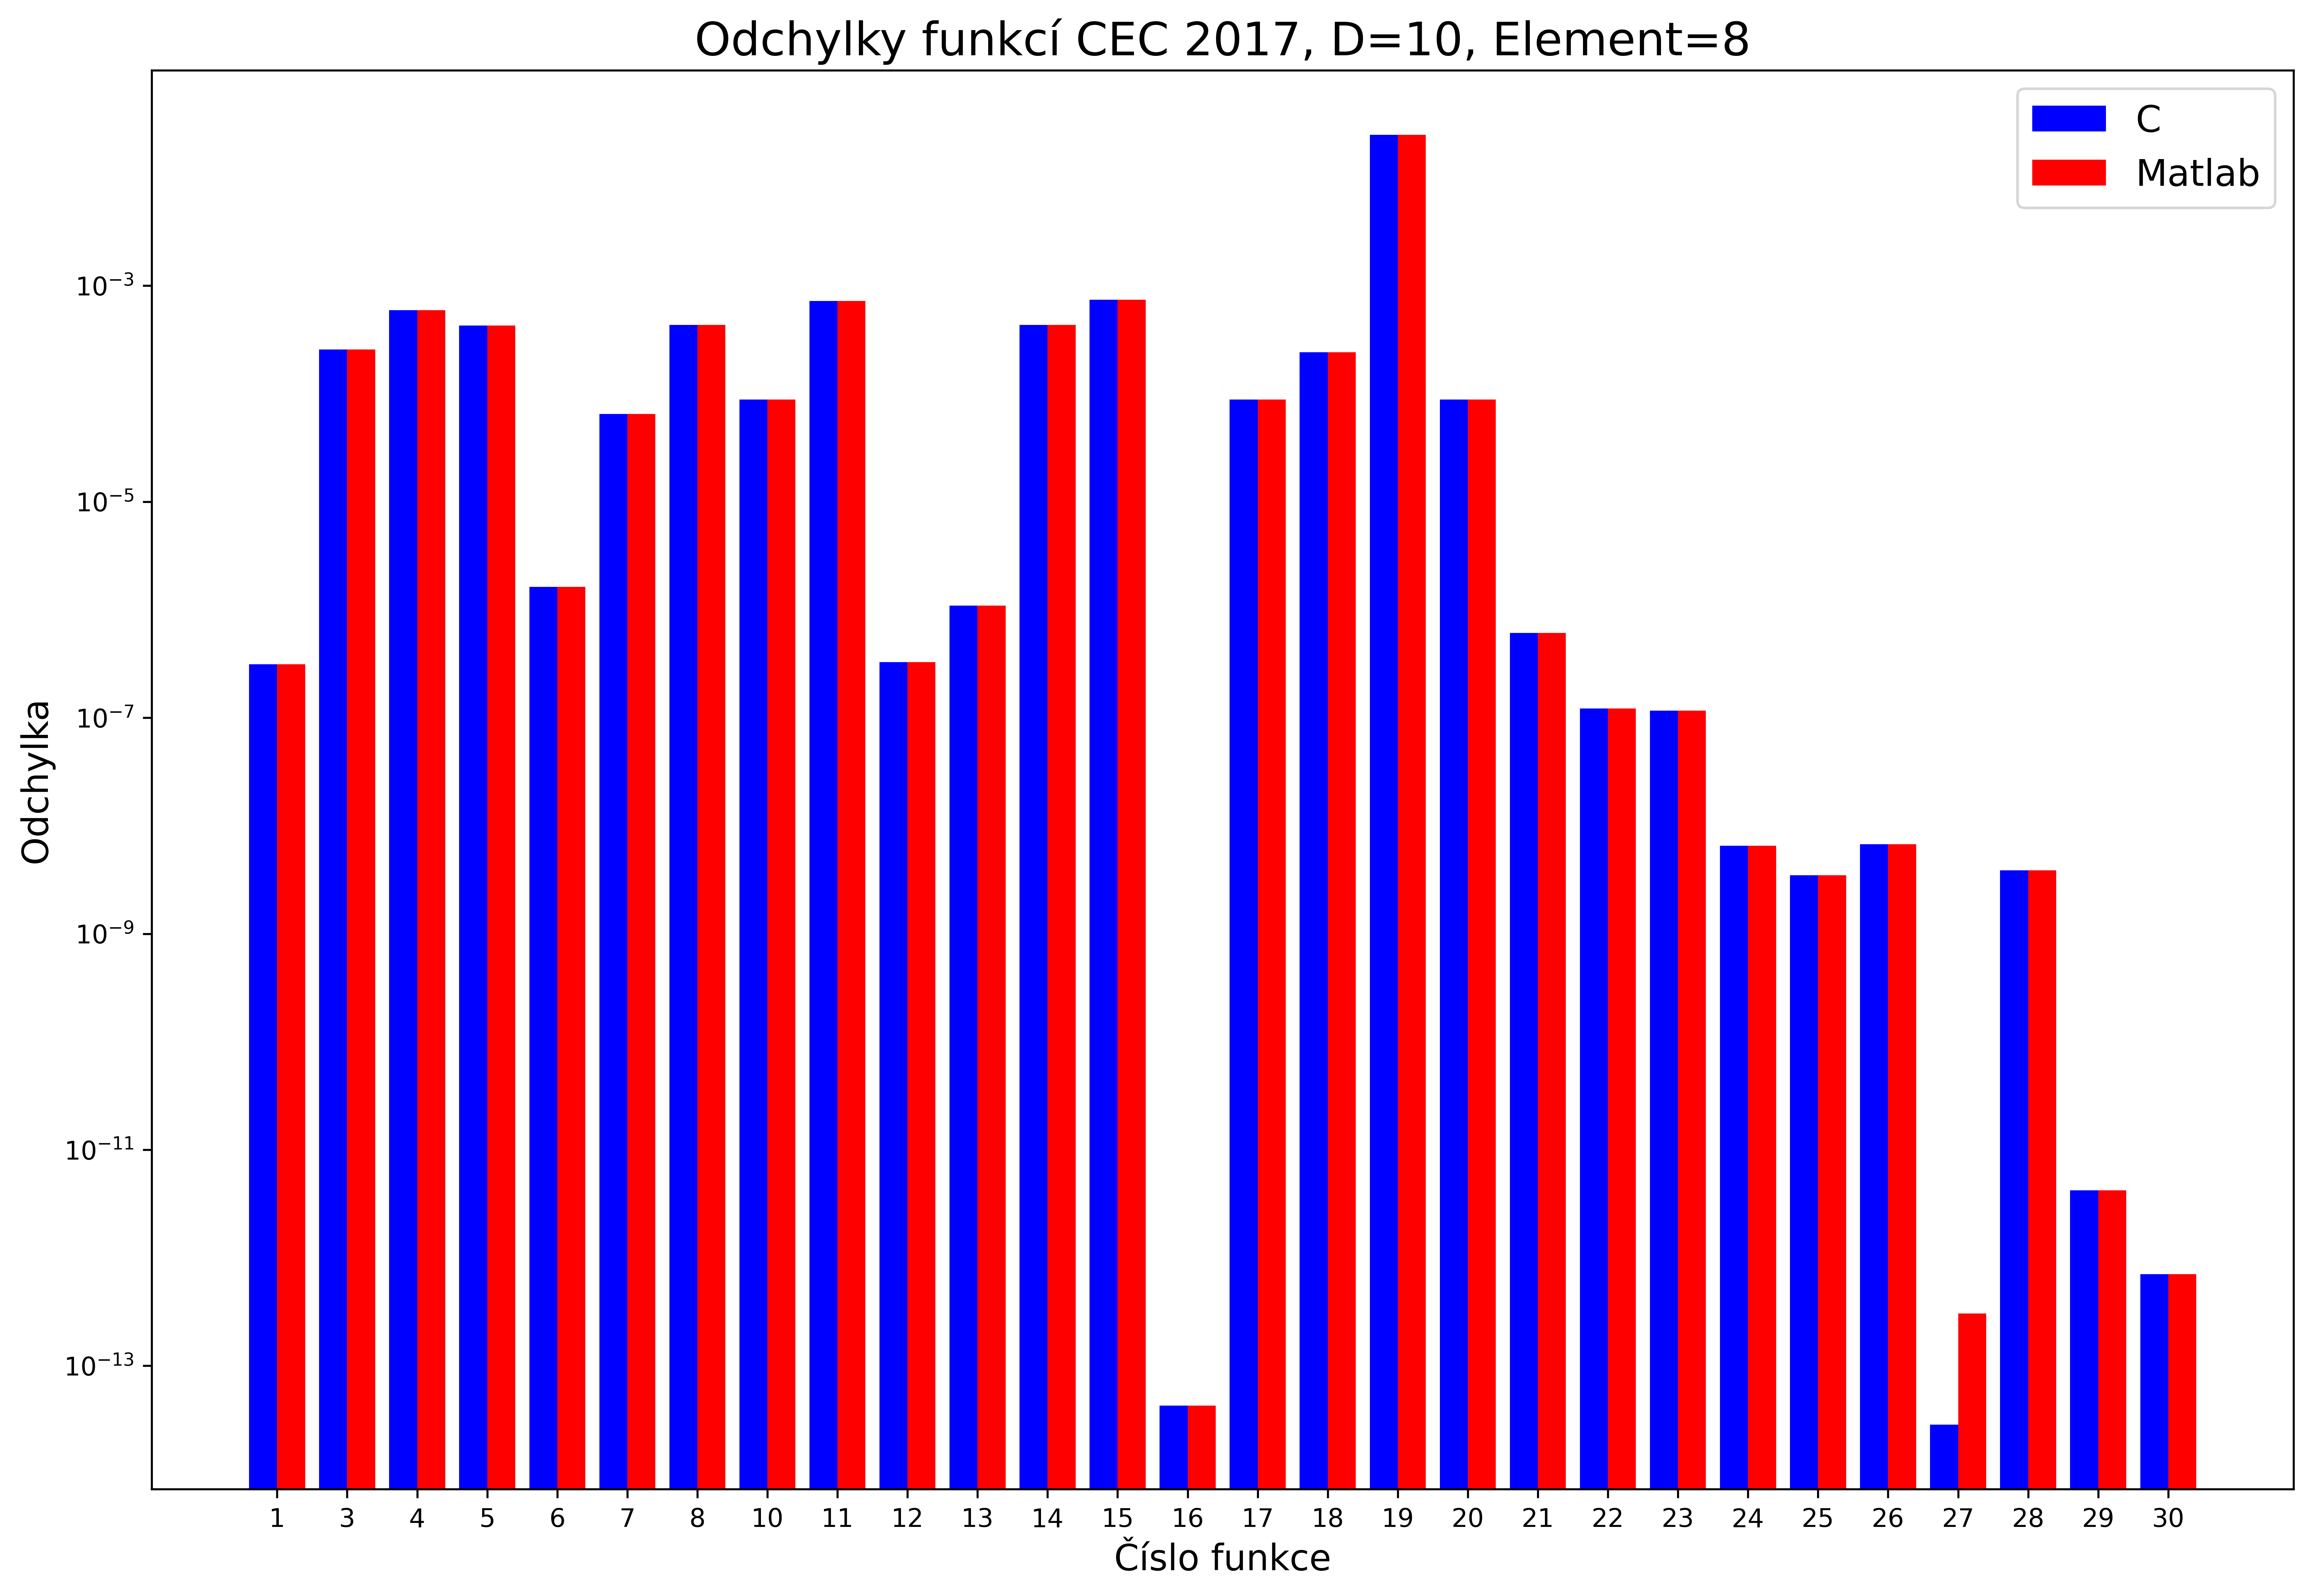 Odchylky funkcí CEC 2017, D=10, Element=8
C
Matlab
10⁻³
10⁻⁵
10⁻⁷
10⁻⁹
10⁻¹¹
10⁻¹³
Odchylka
1 3 4 5 6 7 8 10 11 12 13 14 15 16 17 18 19 20 21 22 23 24 25 26 27 28 29 30
Číslo funkce